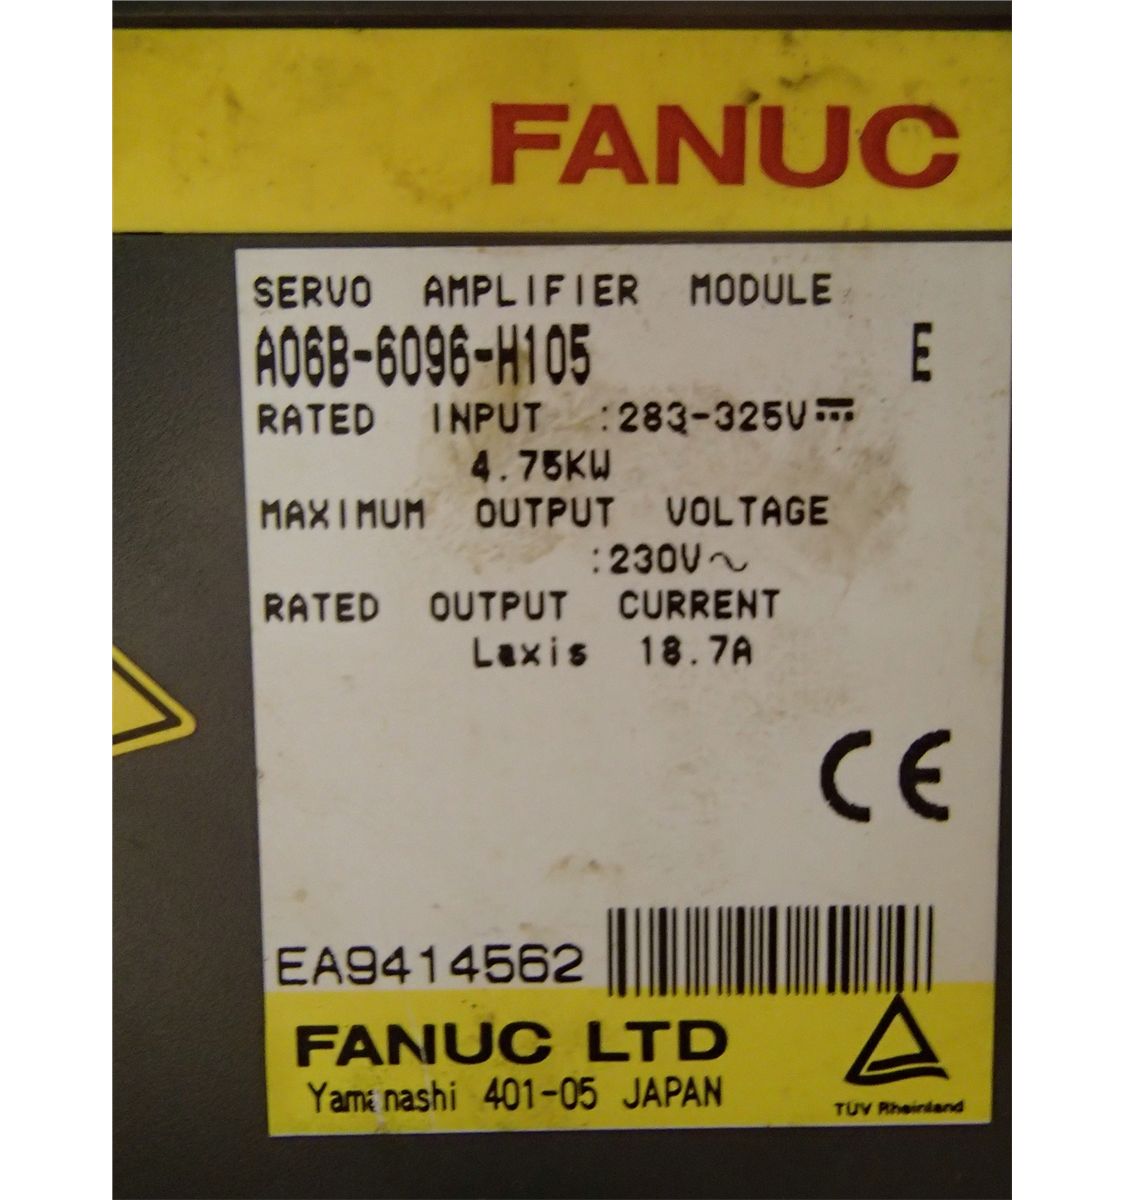 FANUC
SERVO AMPLIFIER MODULE
A06B-6096-H105 E
RATED INPUT :283-325V⎓
4.75KW
MAXIMUM OUTPUT VOLTAGE
:230V~
RATED OUTPUT CURRENT
Laxis 18.7A
CE
EA9414562
FANUC LTD
Yamanashi 401-05 JAPAN
TÜV Rheinland